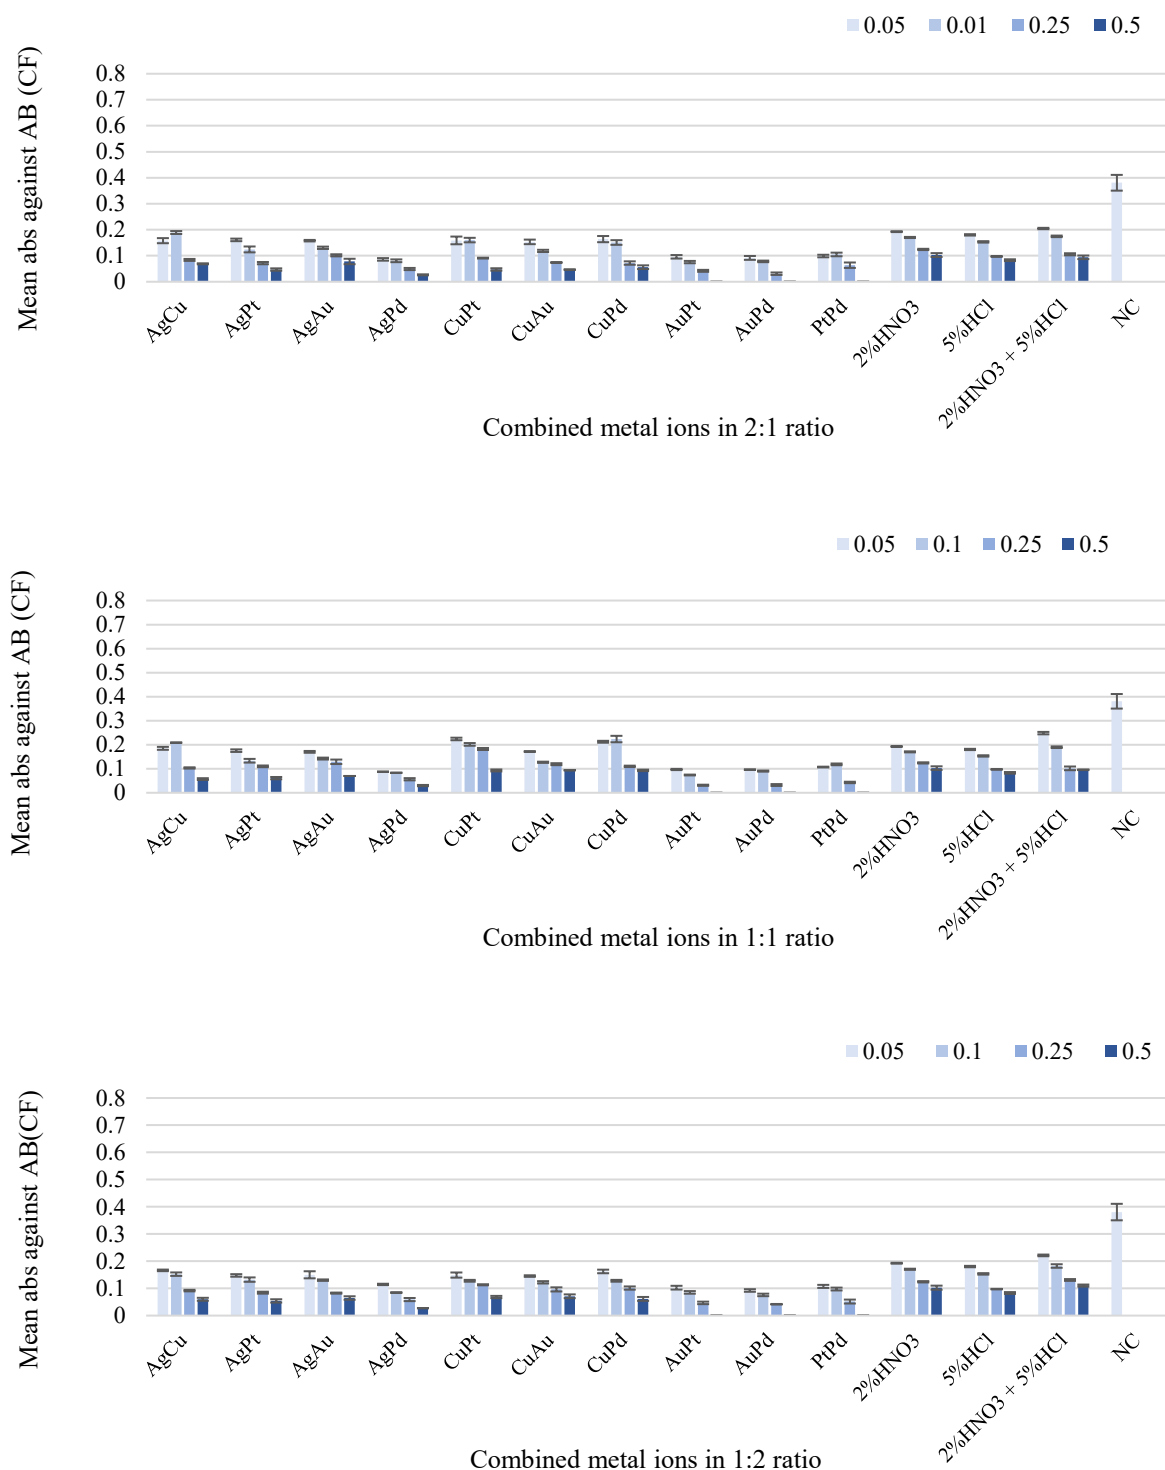 0.05 0.01 0.25 0.5
Mean abs against AB (CF)
0.8
0.7
0.6
0.5
0.4
0.3
0.2
0.1
0
AgCu AgPt AgAu AgPd CuPt CuAu CuPd AuPt AuPd PtPd 2%HNO3 5%HCl 2%HNO3 + 5%HCl NC
Combined metal ions in 2:1 ratio
0.05 0.1 0.25 0.5
Mean abs against AB (CF)
0.8
0.7
0.6
0.5
0.4
0.3
0.2
0.1
0
AgCu AgPt AgAu AgPd CuPt CuAu CuPd AuPt AuPd PtPd 2%HNO3 5%HCl 2%HNO3 + 5%HCl NC
Combined metal ions in 1:1 ratio
0.05 0.1 0.25 0.5
Mean abs against AB(CF)
0.8
0.7
0.6
0.5
0.4
0.3
0.2
0.1
0
AgCu AgPt AgAu AgPd CuPt CuAu CuPd AuPt AuPd PtPd 2%HNO3 5%HCl 2%HNO3 + 5%HCl NC
Combined metal ions in 1:2 ratio